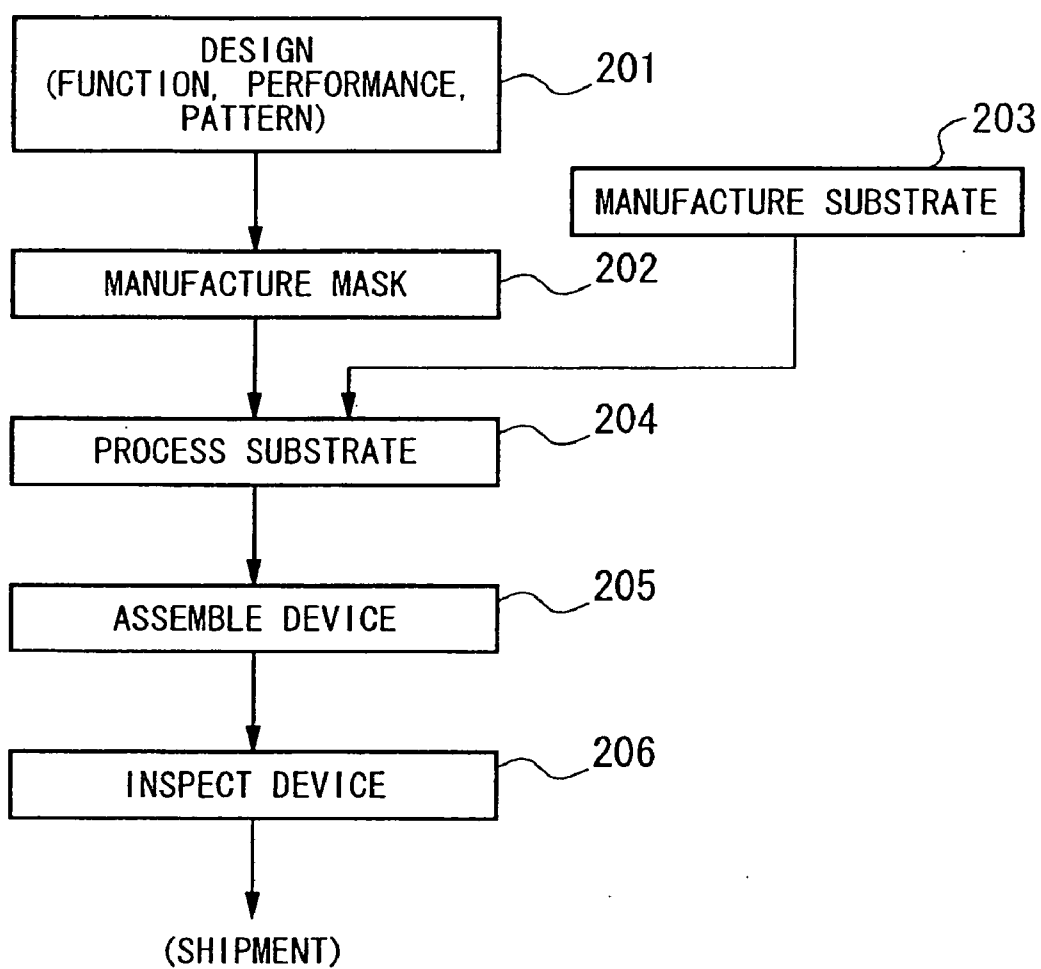 DESIGN
(FUNCTION, PERFORMANCE,
PATTERN)
201
203
MANUFACTURE SUBSTRATE
MANUFACTURE MASK
202
PROCESS SUBSTRATE
204
ASSEMBLE DEVICE
205
INSPECT DEVICE
206
(SHIPMENT)